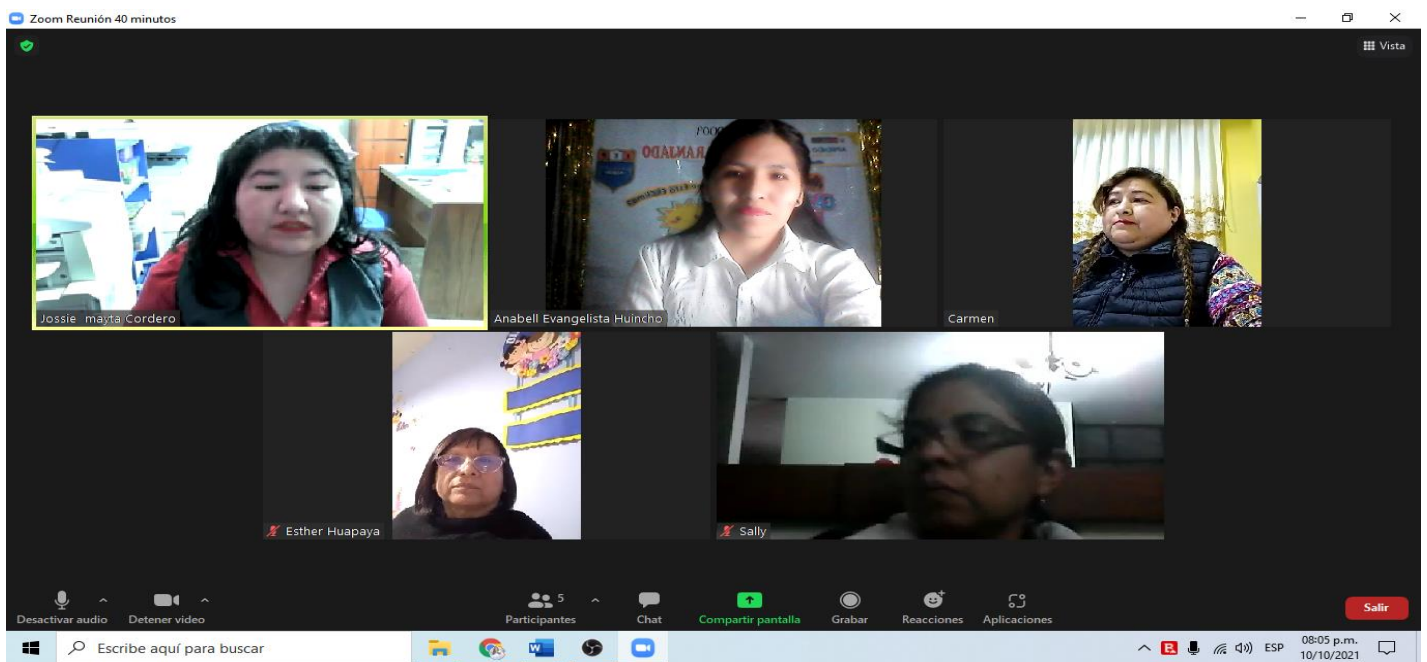 Zoom Reunión 40 minutos
Vista
Jossie mayta Cordero
Anabell Evangelista Huincho
Carmen
Esther Huapaya
Sally
Desactivar audio
Detener video
5
Participantes
Chat
Compartir pantalla
Grabar
Reacciones
Aplicaciones
Salir
Escribe aquí para buscar
ESP
08:05 p.m.
10/10/2021